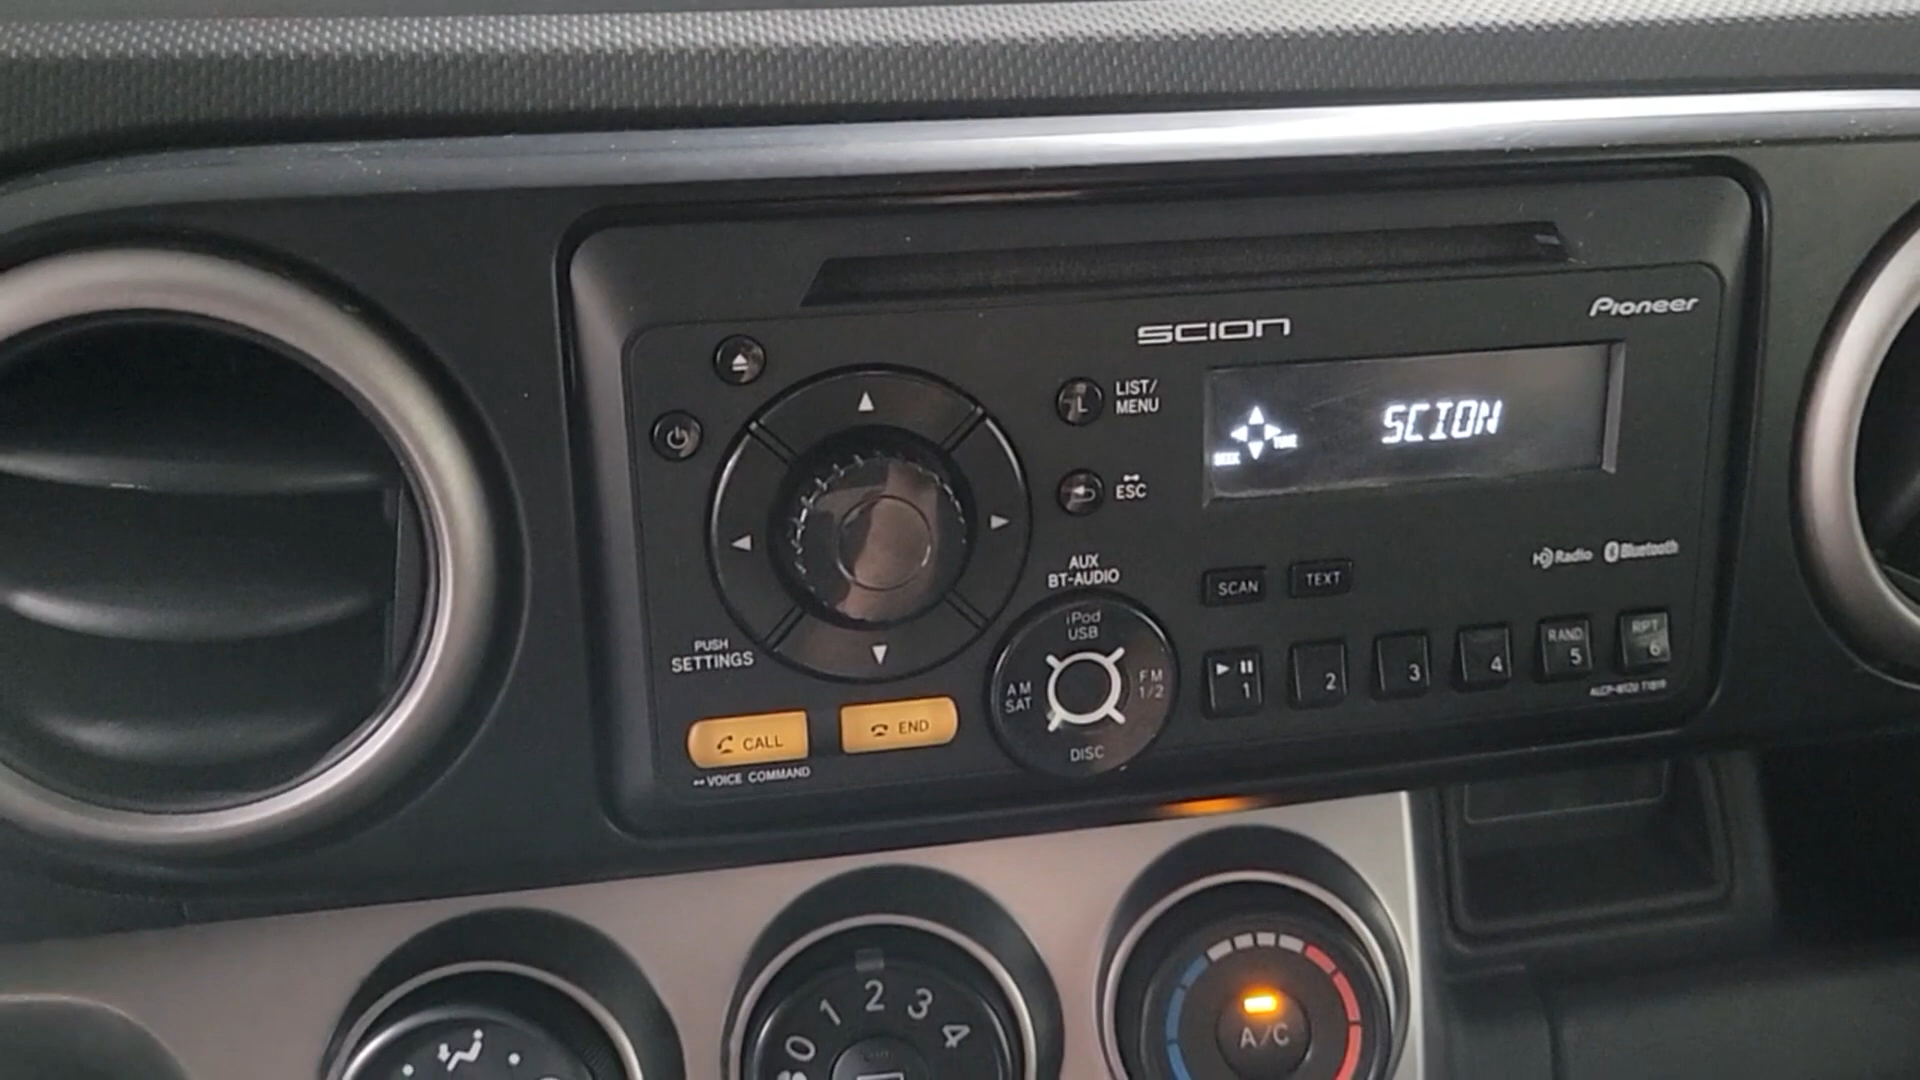 Pioneer
SCION
LIST/
MENU
SCION
SEEK
TUNE
ESC
HD Radio Bluetooth
AUX
BT-AUDIO
SCAN
TEXT
iPod
USB
AM
SAT
FM
1/2
DISC
PUSH
SETTINGS
1
2
3
4
RAND
5
RPT
6
CALL
END
VOICE COMMAND
0
1
2
3
4
A/C